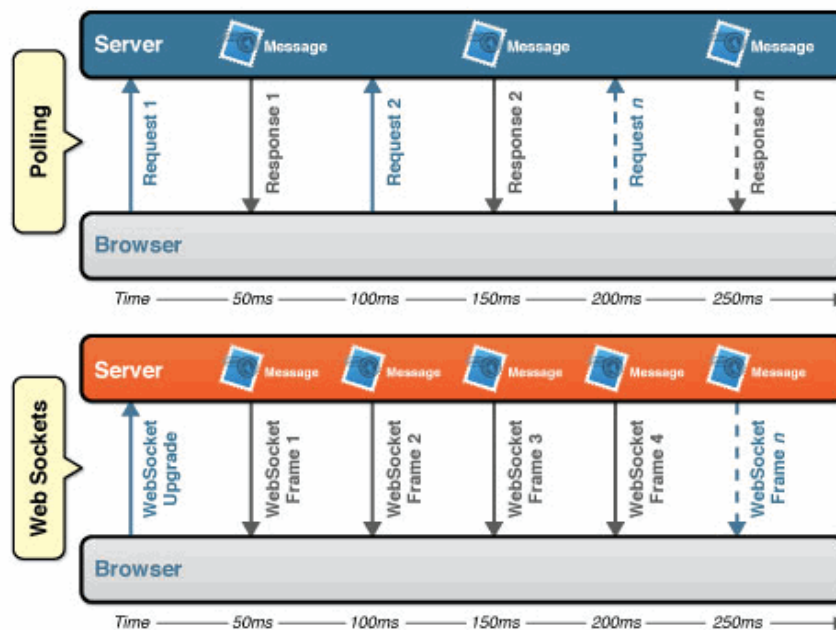 Polling
Server
Message
Message
Message
Request 1
Response 1
Request 2
Response 2
Request n
Response n
Browser
Time
50ms
100ms
150ms
200ms
250ms
Web Sockets
Server
Message
Message
Message
Message
Message
WebSocket
Upgrade
WebSocket
Frame 1
WebSocket
Frame 2
WebSocket
Frame 3
WebSocket
Frame 4
WebSocket
Frame n
Browser
Time
50ms
100ms
150ms
200ms
250ms